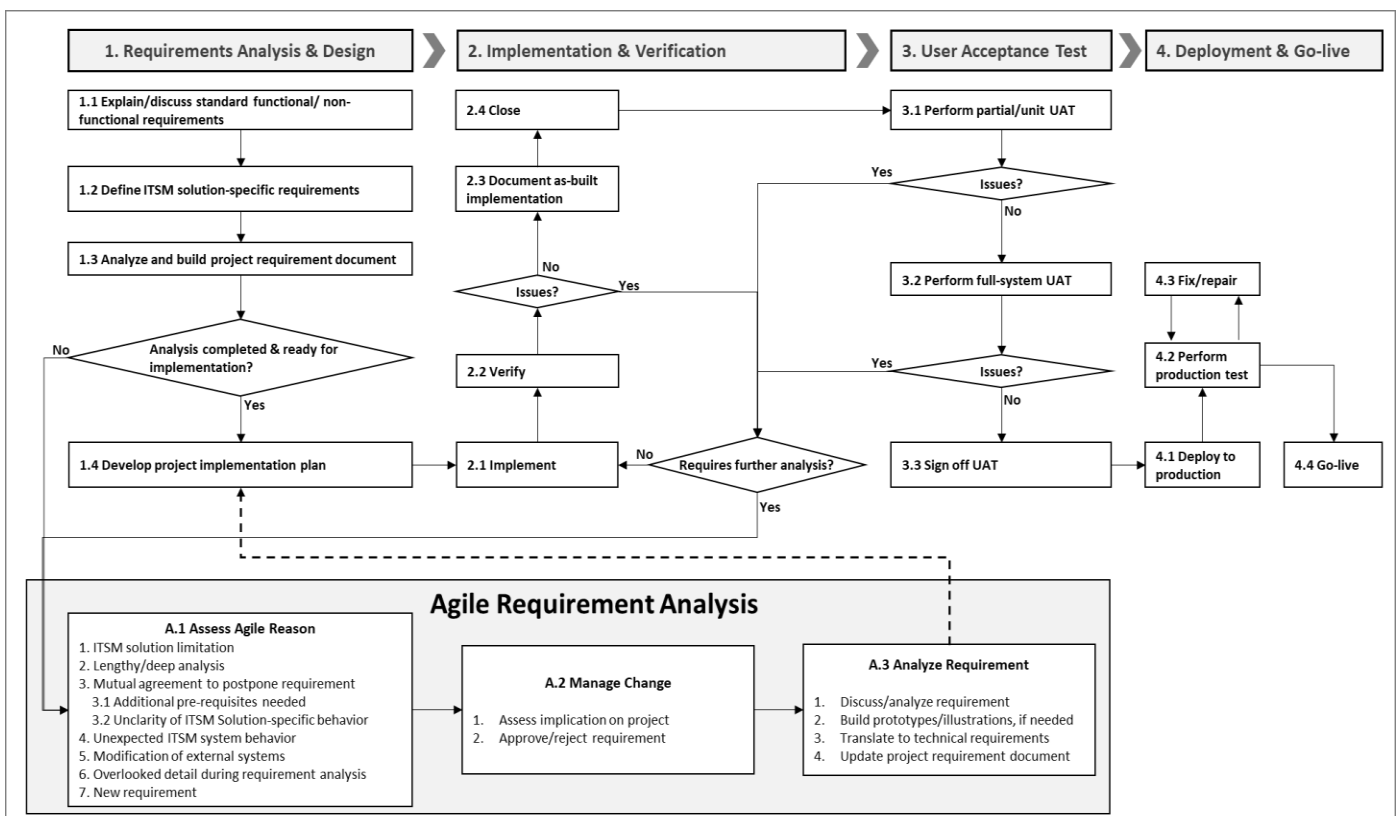 1. Requirements Analysis & Design
2. Implementation & Verification
3. User Acceptance Test
4. Deployment & Go-live
1.1 Explain/discuss standard functional/ non-
functional requirements
1.2 Define ITSM solution-specific requirements
1.3 Analyze and build project requirement document
Analysis completed & ready for
implementation?
No
Yes
1.4 Develop project implementation plan
2.4 Close
2.3 Document as-built
implementation
No
Issues?
Yes
2.2 Verify
2.1 Implement
No
Requires further analysis?
Yes
3.1 Perform partial/unit UAT
Yes
Issues?
No
3.2 Perform full-system UAT
Yes
Issues?
No
3.3 Sign off UAT
4.3 Fix/repair
4.2 Perform
production test
4.1 Deploy to
production
4.4 Go-live
Agile Requirement Analysis
A.1 Assess Agile Reason
1. ITSM solution limitation
2. Lengthy/deep analysis
3. Mutual agreement to postpone requirement
3.1 Additional pre-requisites needed
3.2 Unclarity of ITSM Solution-specific behavior
4. Unexpected ITSM system behavior
5. Modification of external systems
6. Overlooked detail during requirement analysis
7. New requirement
A.2 Manage Change
1. Assess implication on project
2. Approve/reject requirement
A.3 Analyze Requirement
1. Discuss/analyze requirement
2. Build prototypes/illustrations, if needed
3. Translate to technical requirements
4. Update project requirement document